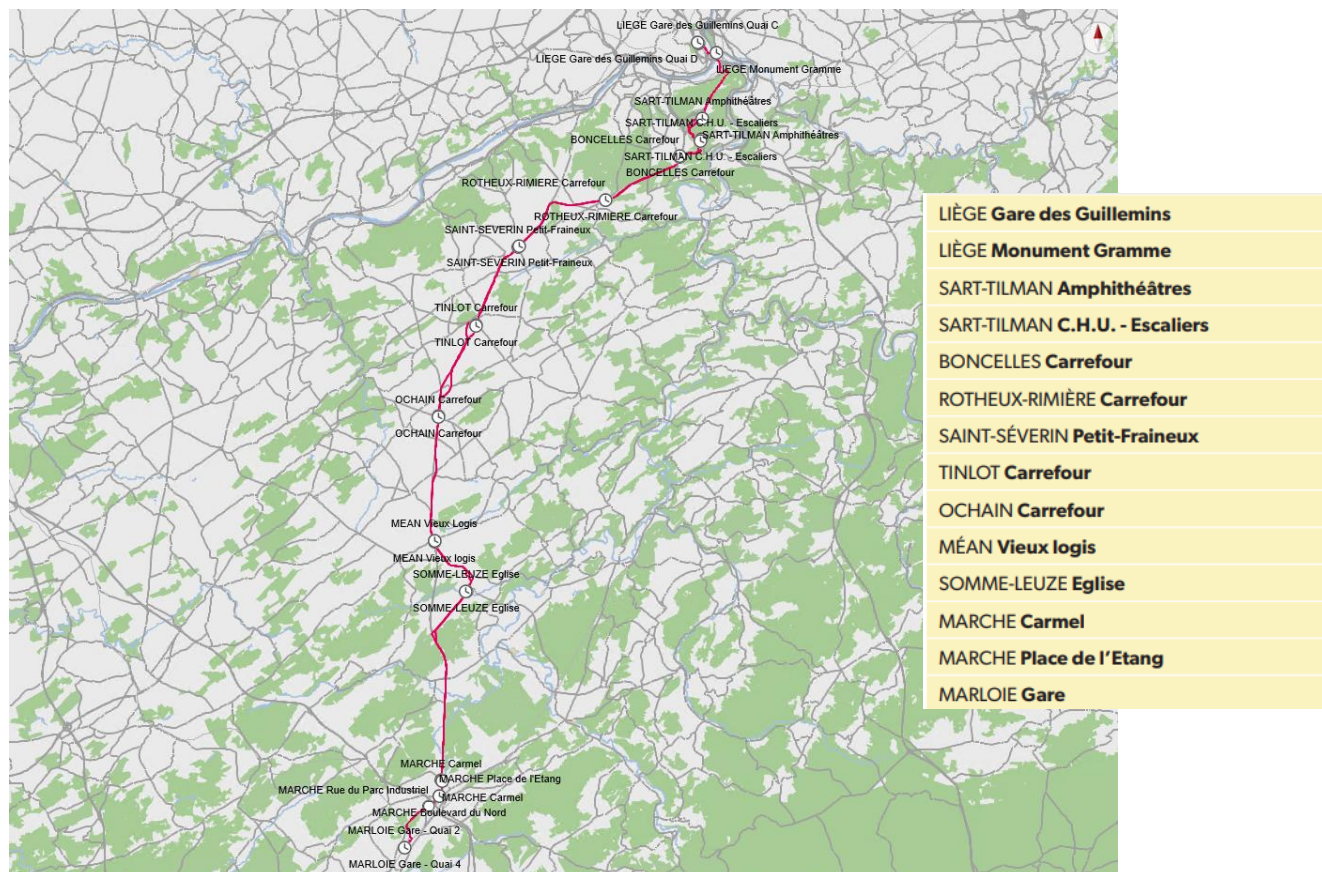 LIEGE Gare des Guillemins Quai C
LIEGE Gare des Guillemins Quai D
LIEGE Monument Gramme
SART-TILMAN Amphithéâtres
SART-TILMAN C.H.U. - Escaliers
SART-TILMAN Amphithéâtres
BONCELLES Carrefour
SART-TILMAN C.H.U. - Escaliers
BONCELLES Carrefour
ROTHEUX-RIMIERE Carrefour
ROTHEUX-RIMIERE Carrefour
SAINT-SEVERIN Petit-Fraineux
SAINT-SEVERIN Petit-Fraineux
TINLOT Carrefour
TINLOT Carrefour
OCHAIN Carrefour
OCHAIN Carrefour
MEAN Vieux Logis
MEAN Vieux logis
SOMME-LEUZE Eglise
SOMME-LEUZE Eglise
MARCHE Carmel
MARCHE Place de l'Etang
MARCHE Rue du Parc Industriel
MARCHE Carmel
MARCHE Boulevard du Nord
MARLOIE Gare - Quai 2
MARLOIE Gare - Quai 4
LIÈGE Gare des Guillemins
LIÈGE Monument Gramme
SART-TILMAN Amphithéâtres
SART-TILMAN C.H.U. - Escaliers
BONCELLES Carrefour
ROTHEUX-RIMIÈRE Carrefour
SAINT-SÉVERIN Petit-Fraineux
TINLOT Carrefour
OCHAIN Carrefour
MÉAN Vieux logis
SOMME-LEUZE Eglise
MARCHE Carmel
MARCHE Place de l’Etang
MARLOIE Gare